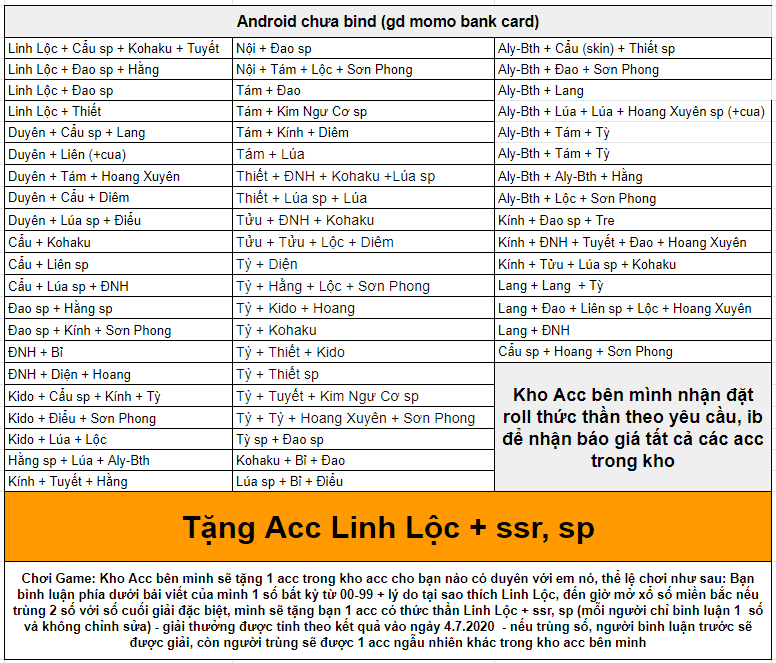 Android chưa bind (gd momo bank card)
Linh Lộc + Cẩu sp + Kohaku + Tuyết
Nội + Đao sp
Aly-Bth + Cẩu (skin) + Thiết sp
Linh Lộc + Đao sp + Hằng
Nội + Tám + Lộc + Sơn Phong
Aly-Bth + Đao + Sơn Phong
Linh Lộc + Đao sp
Tám + Đao
Aly-Bth + Lang
Linh Lộc + Thiết
Tám + Kim Ngư Cơ sp
Aly-Bth + Lúa + Lúa + Hoang Xuyên sp (+cua)
Duyên + Cẩu sp + Lang
Tám + Kính + Diêm
Aly-Bth + Tám + Tỳ
Duyên + Liên (+cua)
Tám + Lúa
Aly-Bth + Tám + Tỳ
Duyên + Tám + Hoang Xuyên
Thiết + ĐNH + Kohaku +Lúa sp
Aly-Bth + Aly-Bth + Hằng
Duyên + Cẩu + Diêm
Thiết + Lúa sp + Lúa
Aly-Bth + Lộc + Sơn Phong
Duyên + Lúa sp + Điểu
Tửu + ĐNH + Kohaku
Kính + Đao sp + Tre
Cẩu + Kohaku
Tửu + Tửu + Lộc + Diêm
Kính + ĐNH + Tuyết + Đao + Hoang Xuyên
Cẩu + Liên sp
Tỳ + Diện
Kính + Tửu + Lúa sp + Kohaku
Cẩu + Lúa sp + ĐNH
Tỳ + Hằng + Lộc + Sơn Phong
Lang + Lang + Tỳ
Đao sp + Hằng sp
Tỳ + Kido + Hoang
Lang + Đao + Liên sp + Lộc + Hoang Xuyên
Đao sp + Kính + Sơn Phong
Tỳ + Kohaku
Lang + ĐNH
ĐNH + Bỉ
Tỳ + Thiết + Kido
Cẩu sp + Hoang + Sơn Phong
ĐNH + Diện + Hoang
Tỳ + Thiết sp
Kido + Cẩu sp + Kính + Tỳ
Tỳ + Tuyết + Kim Ngư Cơ sp
Kido + Điểu + Sơn Phong
Tỳ + Tỳ + Hoang Xuyên + Sơn Phong
Kido + Lúa + Lộc
Tỳ sp + Đao sp
Hằng sp + Lúa + Aly-Bth
Kohaku + Bỉ + Đao
Kính + Tuyết + Hằng
Lúa sp + Bỉ + Điểu
Kho Acc bên mình nhận đặt
roll thức thần theo yêu cầu, ib
để nhận báo giá tất cả các acc
trong kho
Tặng Acc Linh Lộc + ssr, sp
Chơi Game: Kho Acc bên mình sẽ tặng 1 acc trong kho acc cho bạn nào có duyên với em nó, thể lệ chơi như sau: Bạn
bình luận phía dưới bài viết của mình 1 số bất kỳ từ 00-99 + lý do tại sao thích Linh Lộc, đến giờ mở xổ số miền bắc nếu
trùng 2 số với số cuối giải đặc biệt, mình sẽ tặng bạn 1 acc có thức thần Linh Lộc + ssr, sp (mỗi người chỉ bình luận 1 số
và không chỉnh sửa) - giải thưởng được tính theo kết quả vào ngày 4.7.2020 - nếu trùng số, người bình luận trước sẽ
được giải, còn người trùng sẽ được 1 acc ngẫu nhiên khác trong kho acc bên mình